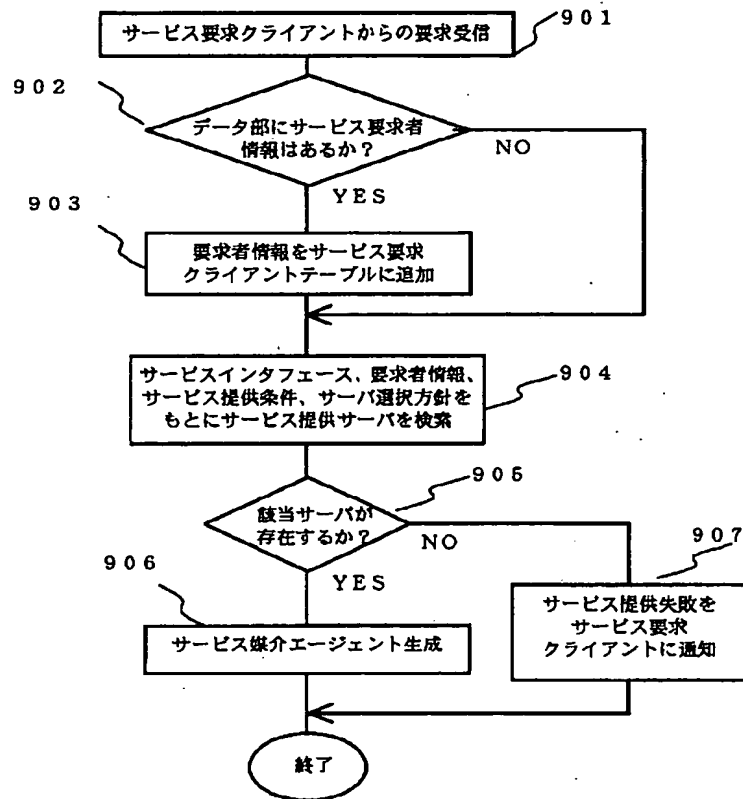 サービス要求クライアントからの要求受信
901
902
データ部にサービス要求者
情報はあるか？
NO
YES
903
要求者情報をサービス要求
クライアントテーブルに追加
サービスインタフェース、要求者情報、
サービス提供条件、サーバ選択方針を
もとにサービス提供サーバを検索
904
該当サーバが
存在するか？
905
NO
YES
906
サービス媒介エージェント生成
907
サービス提供失敗を
サービス要求
クライアントに通知
終了